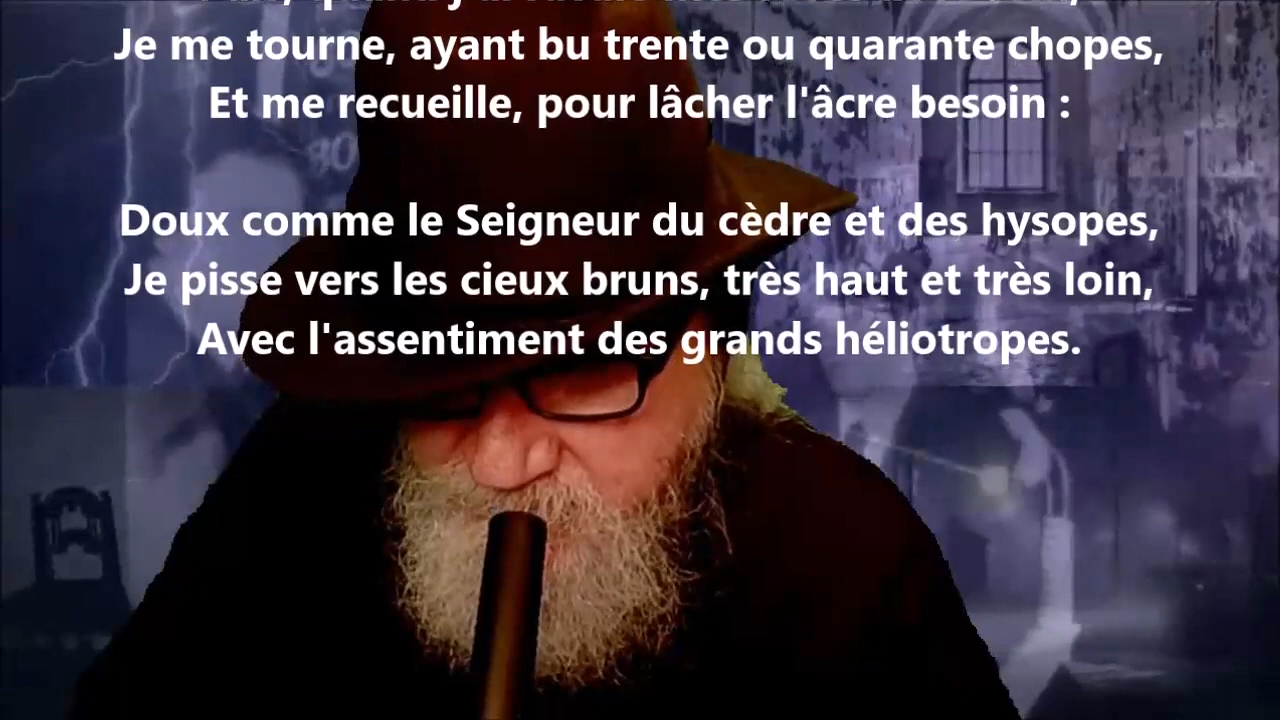 Je me tourne, ayant bu trente ou quarante chopes,
Et me recueille, pour lâcher l'âcre besoin :
Doux comme le Seigneur du cèdre et des hysopes,
Je pisse vers les cieux bruns, très haut et très loin,
Avec l'assentiment des grands héliotropes.
80